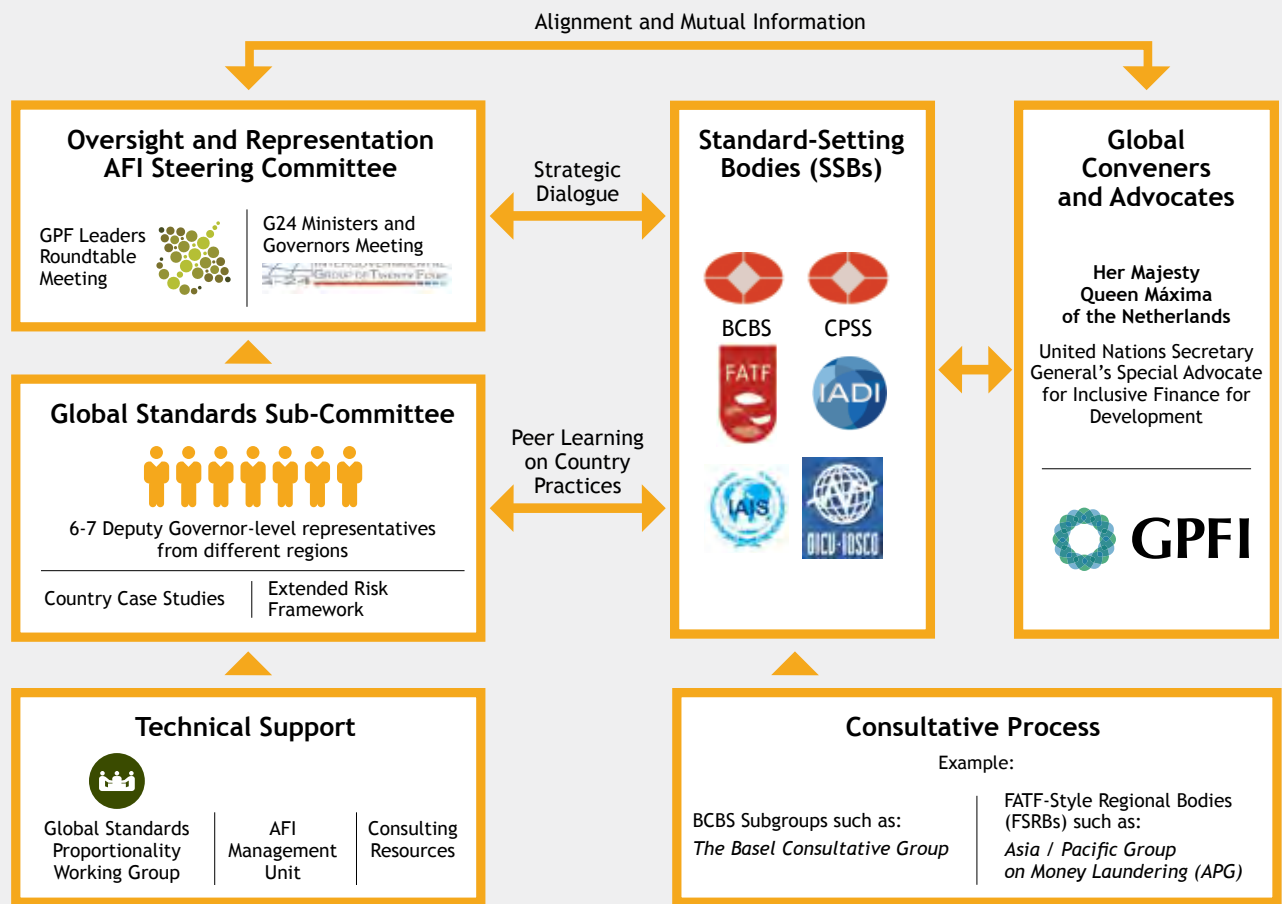 Alignment and Mutual Information
Oversight and Representation
AFI Steering Committee
GPF Leaders
Roundtable
Meeting
G24 Ministers and
Governors Meeting
GROUP OF TWENTY FOUR
Strategic
Dialogue
Global Standards Sub-Committee
6-7 Deputy Governor-level representatives
from different regions
Country Case Studies
Extended Risk
Framework
Peer Learning
on Country
Practices
Technical Support
Global Standards
Proportionality
Working Group
AFI
Management
Unit
Consulting
Resources
Standard-Setting
Bodies (SSBs)
BCBS
CPSS
FATF
IADI
IAIS
OICU-IOSCO
Global
Conveners
and Advocates
Her Majesty
Queen Máxima
of the Netherlands
United Nations Secretary
General’s Special Advocate
for Inclusive Finance for
Development
GPFI
Consultative Process
Example:
BCBS Subgroups such as:
The Basel Consultative Group
FATF-Style Regional Bodies
(FSRBs) such as:
Asia / Pacific Group
on Money Laundering (APG)